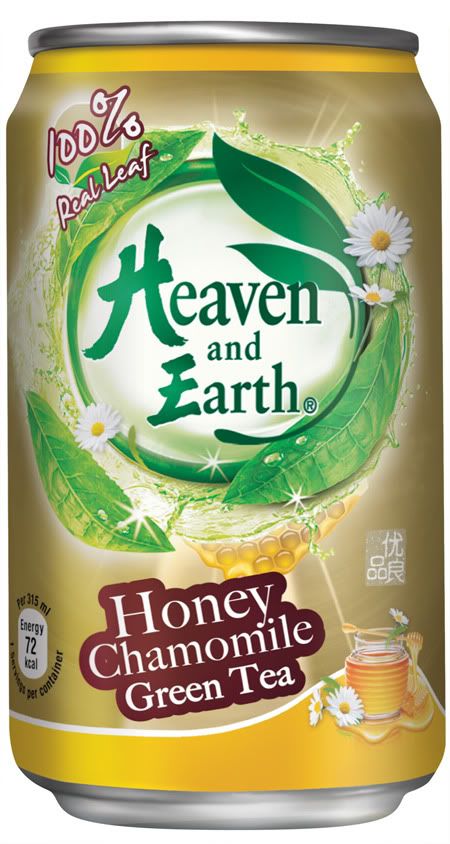 100%
Real Leaf
Heaven
and
Earth®
优
良
品
Honey
Chamomile
Green Tea
Per 315 ml
Energy
72
kcal
servings per container